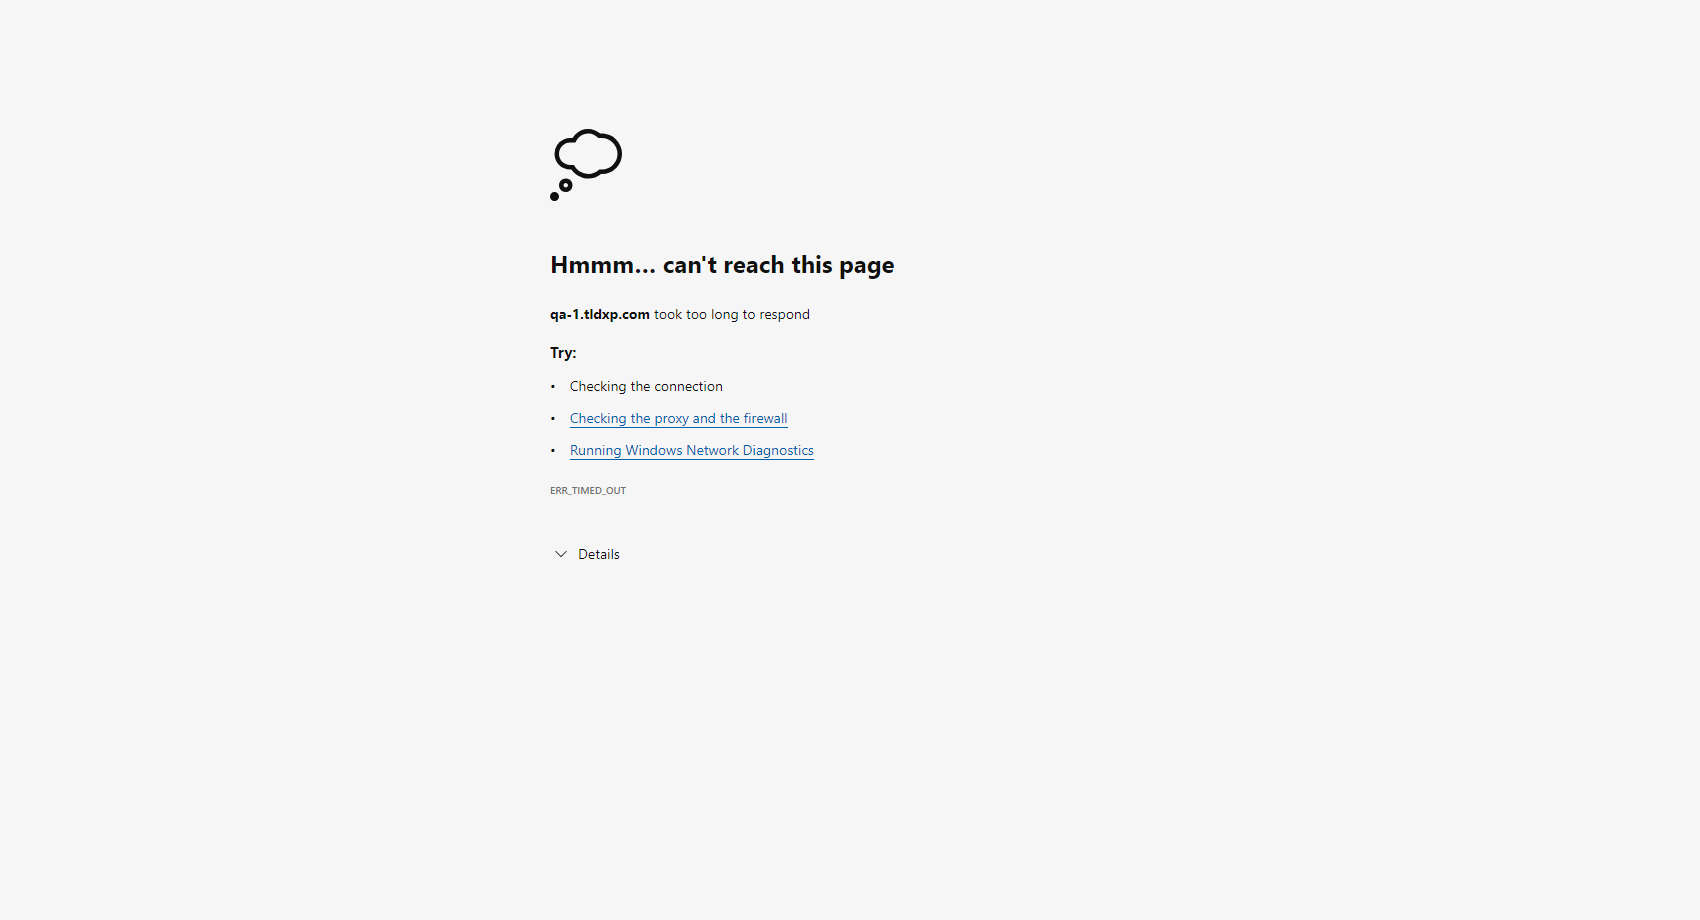 Hmmm… can't reach this page
qa-1.tldxp.com took too long to respond
Try:
• Checking the connection
• Checking the proxy and the firewall
• Running Windows Network Diagnostics
ERR_TIMED_OUT
Details